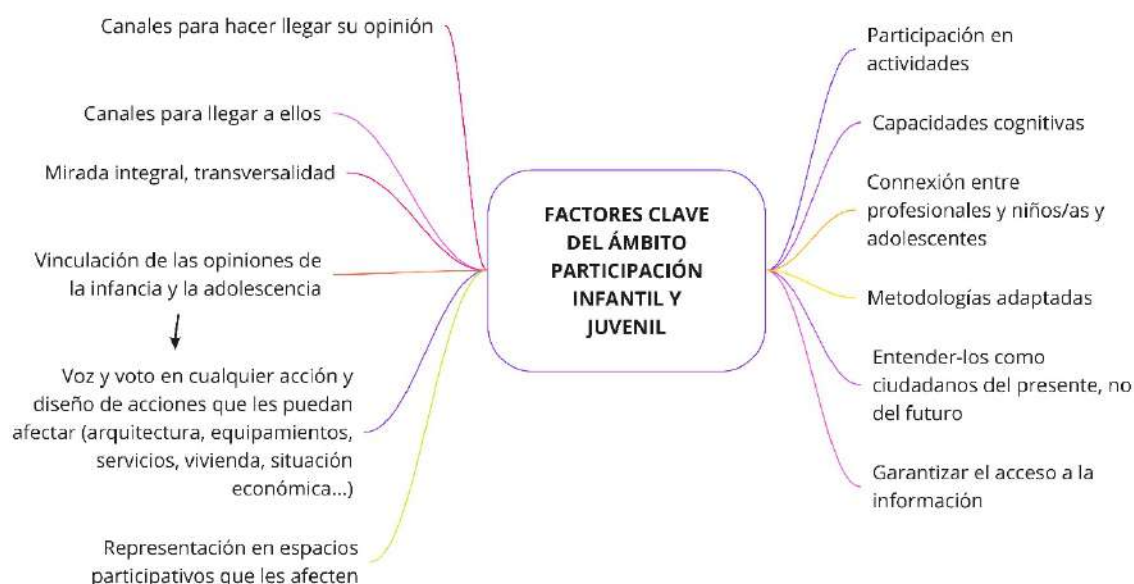 Canales para hacer llegar su opinión
Canales para llegar a ellos
Mirada integral, transversalidad
Vinculación de las opiniones de
la infancia y la adolescencia
Voz y voto en cualquier acción y
diseño de acciones que les puedan
afectar (arquitectura, equipamientos,
servicios, vivienda, situación
económica...)
Representación en espacios
participativos que les afecten
FACTORES CLAVE
DEL ÁMBITO
PARTICIPACIÓN
INFANTIL Y
JUVENIL
Participación en
actividades
Capacidades cognitivas
Connexión entre
profesionales y niños/as y
adolescentes
Metodologías adaptadas
Entender-los como
ciudadanos del presente, no
del futuro
Garantizar el acceso a la
información